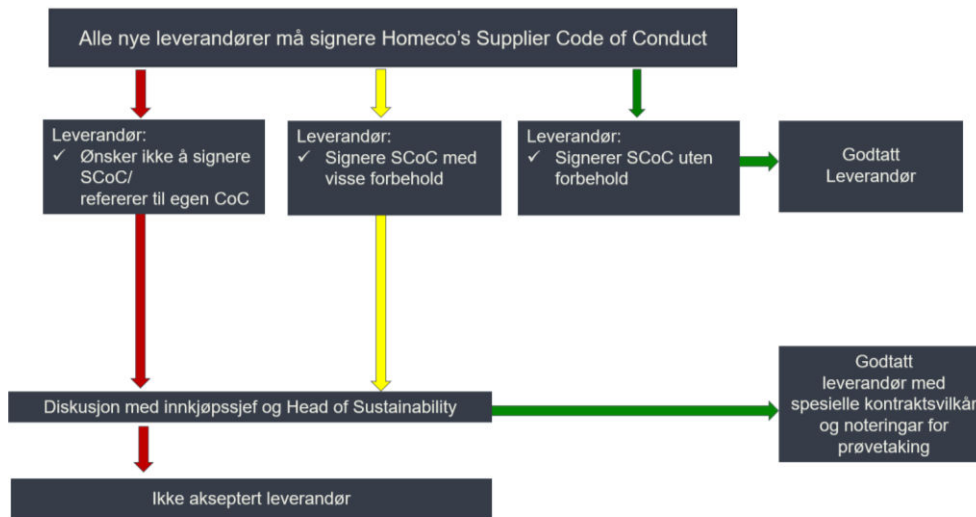 Alle nye leverandører må signere Homeco's Supplier Code of Conduct
Leverandør:
✓ Ønsker ikke å signere
SCoC/
refererer til egen CoC
Leverandør:
✓ Signere SCoC med
visse forbehold
Leverandør:
✓ Signerer SCoC uten
forbehold
Godtatt
Leverandør
Diskusjon med innkjøpssjef og Head of Sustainability
Godtatt
leverandør med
spesielle kontraktsvilkår
og noteringar for
prøvetaking
Ikke akseptert leverandør